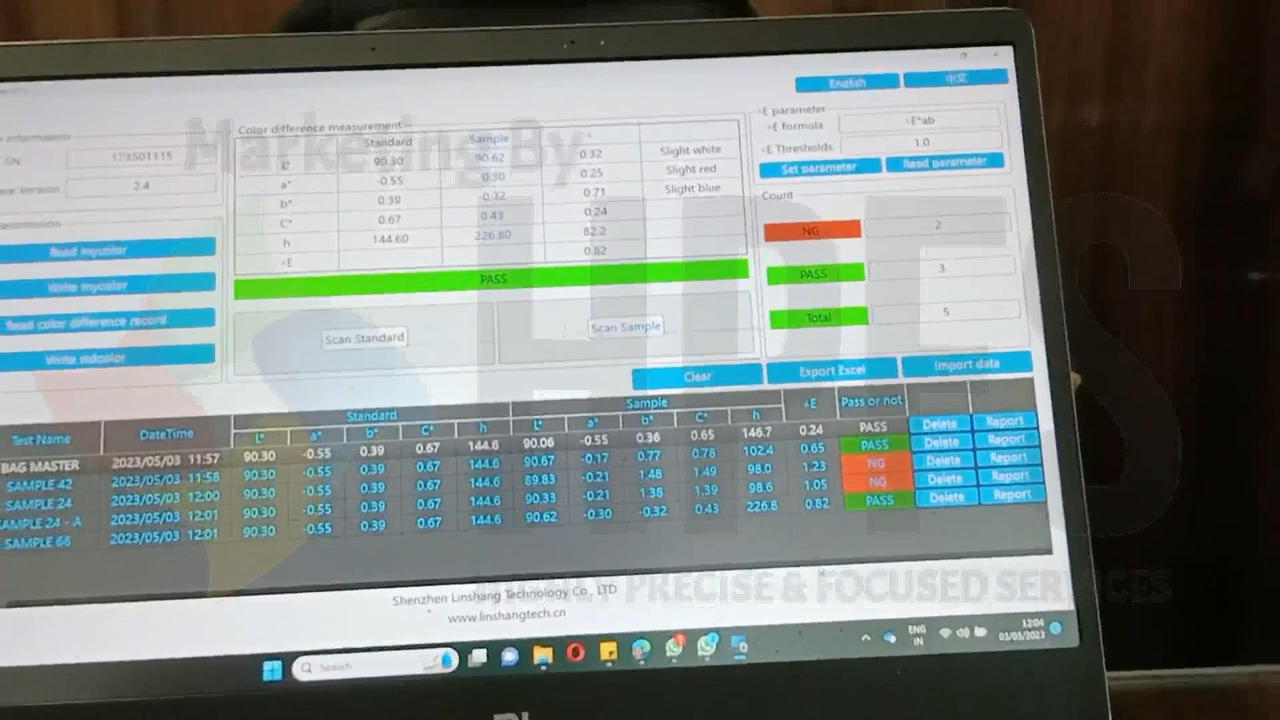 English 中文
Color difference measurement
Standard Sample
L* 90.30 90.62 0.32 Slight white
a* -0.55 -0.30 0.25 Slight red
b* 0.39 -0.32 0.71 Slight blue
C* 0.67 0.43 0.24
h 144.60 226.80 82.2
▵E 0.82
PASS
SN: 173501115
2.4
Read mycolor
Write mycolor
Read color difference record
Write stdcolor
Scan Standard Scan Sample
▵E parameter
▵E formula ▵E*ab
▵E Thresholds 1.0
Set parameter Read parameter
Count
NG 2
PASS 3
Total 5
Clear Export Excel Import data
Test Name DateTime Standard Sample ▵E Pass or not
L* a* b* C* h L* a* b* C* h
BAG MASTER 2023/05/03 11:57 90.30 -0.55 0.39 0.67 144.6 90.06 -0.55 0.36 0.65 146.7 0.24 PASS Delete Report
SAMPLE 42 2023/05/03 11:58 90.30 -0.55 0.39 0.67 144.6 90.67 -0.17 0.77 0.78 102.4 0.65 PASS Delete Report
SAMPLE 24 2023/05/03 12:00 90.30 -0.55 0.39 0.67 144.6 89.83 -0.21 1.48 1.49 98.0 1.23 NG Delete Report
SAMPLE 24 - A 2023/05/03 12:01 90.30 -0.55 0.39 0.67 144.6 90.33 -0.21 1.38 1.39 98.6 1.05 NG Delete Report
SAMPLE 66 2023/05/03 12:01 90.30 -0.55 0.39 0.67 144.6 90.62 -0.30 -0.32 0.43 226.8 0.82 PASS Delete Report
Shenzhen Linshang Technology Co., LTD
www.linshangtech.cn
Search
ENG
IN
12:04
03/05/2023
Marketing By
HPFS
HIGHLY PRECISE & FOCUSED SERVICES